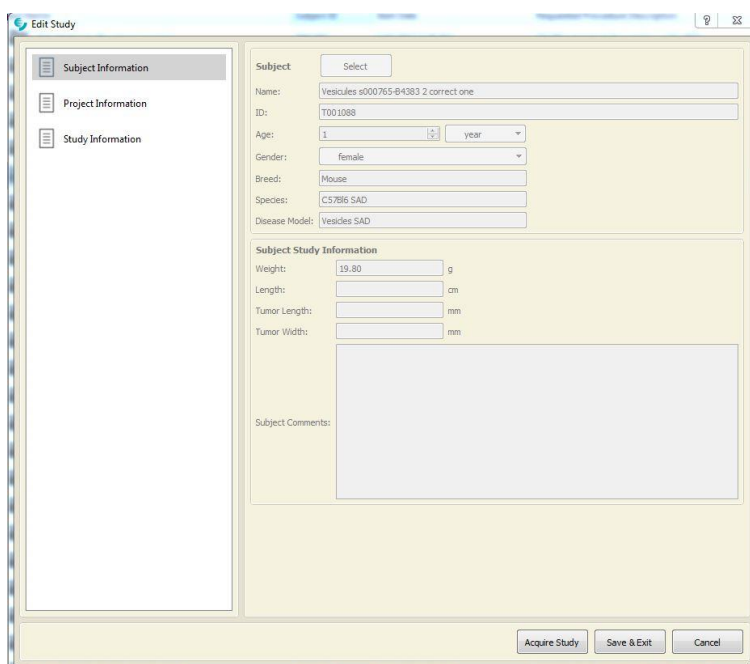 Edit Study
Subject Information
Project Information
Study Information
Subject Select
Name: Vesicules s000765-B4383 2 correct one
ID: T001088
Age: 1 year
Gender: female
Breed: Mouse
Species: C57Bl6 SAD
Disease Model: Vesicles SAD
Subject Study Information
Weight: 19.80 g
Length: cm
Tumor Length: mm
Tumor Width: mm
Subject Comments:
Acquire Study Save & Exit Cancel